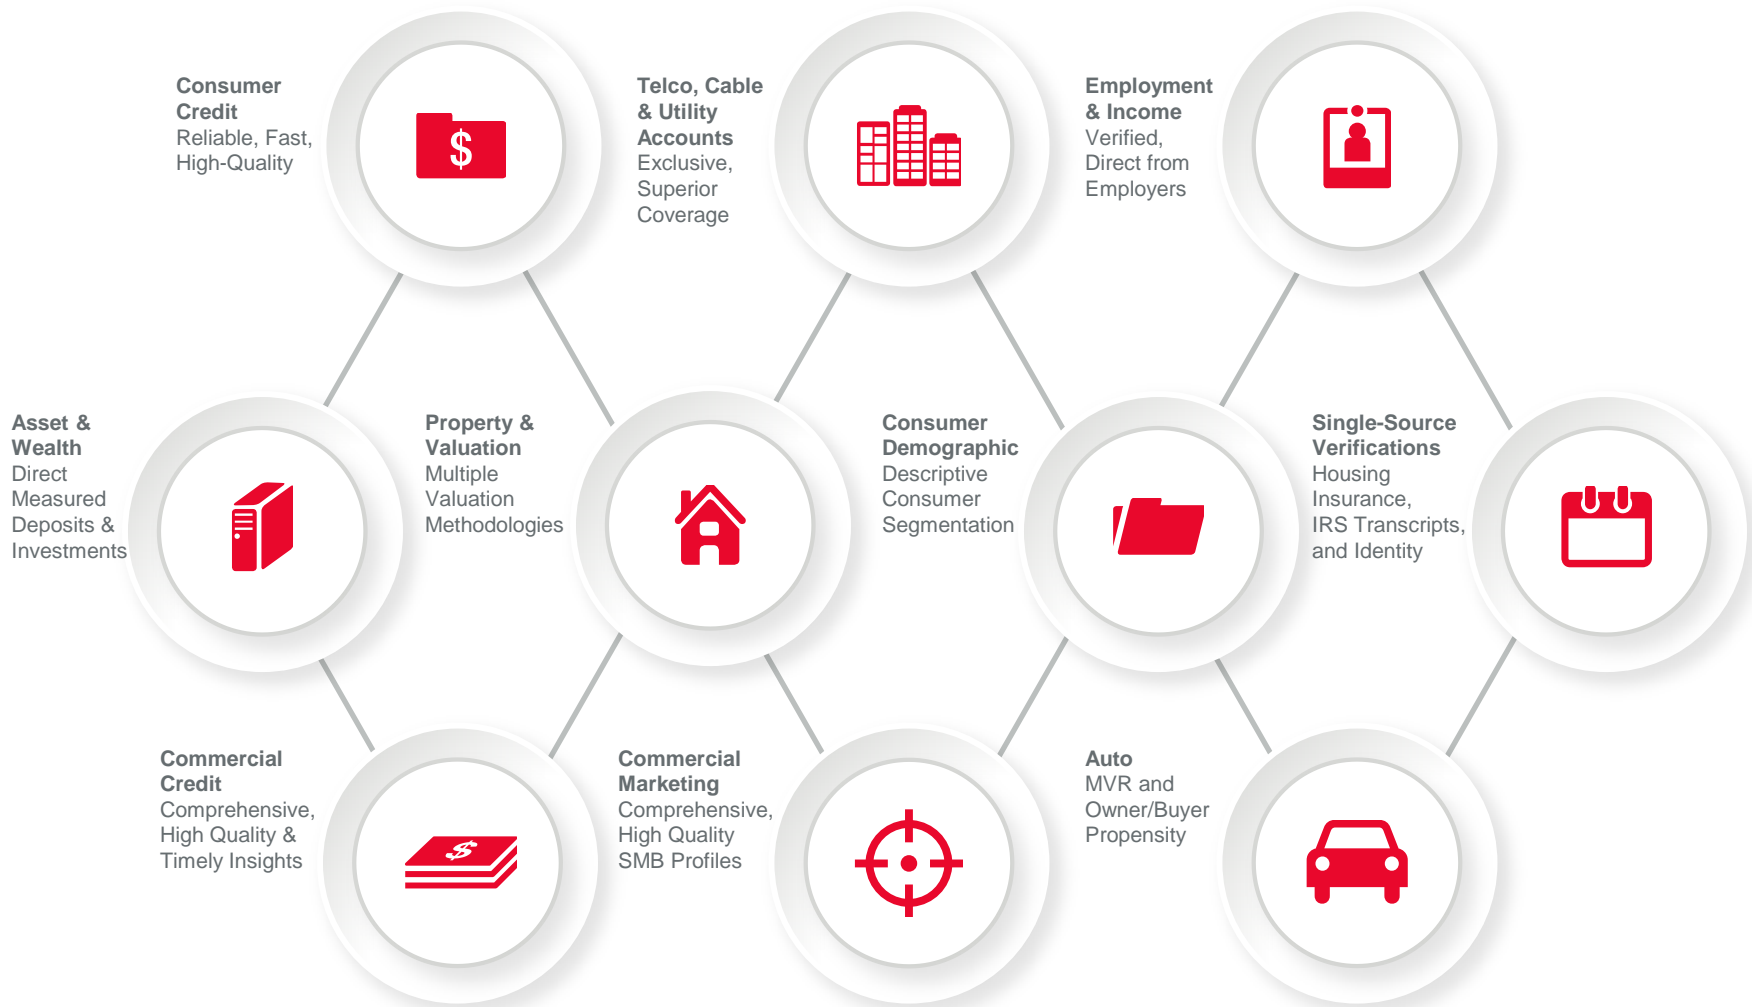 Consumer
Credit
Reliable, Fast,
High-Quality
$
Telco, Cable
& Utility
Accounts
Exclusive,
Superior
Coverage
Employment
& Income
Verified,
Direct from
Employers
Asset &
Wealth
Direct
Measured
Deposits &
Investments
Property &
Valuation
Multiple
Valuation
Methodologies
Consumer
Demographic
Descriptive
Consumer
Segmentation
Single-Source
Verifications
Housing
Insurance,
IRS Transcripts,
and Identity
Commercial
Credit
Comprehensive,
High Quality &
Timely Insights
$
Commercial
Marketing
Comprehensive,
High Quality
SMB Profiles
Auto
MVR and
Owner/Buyer
Propensity